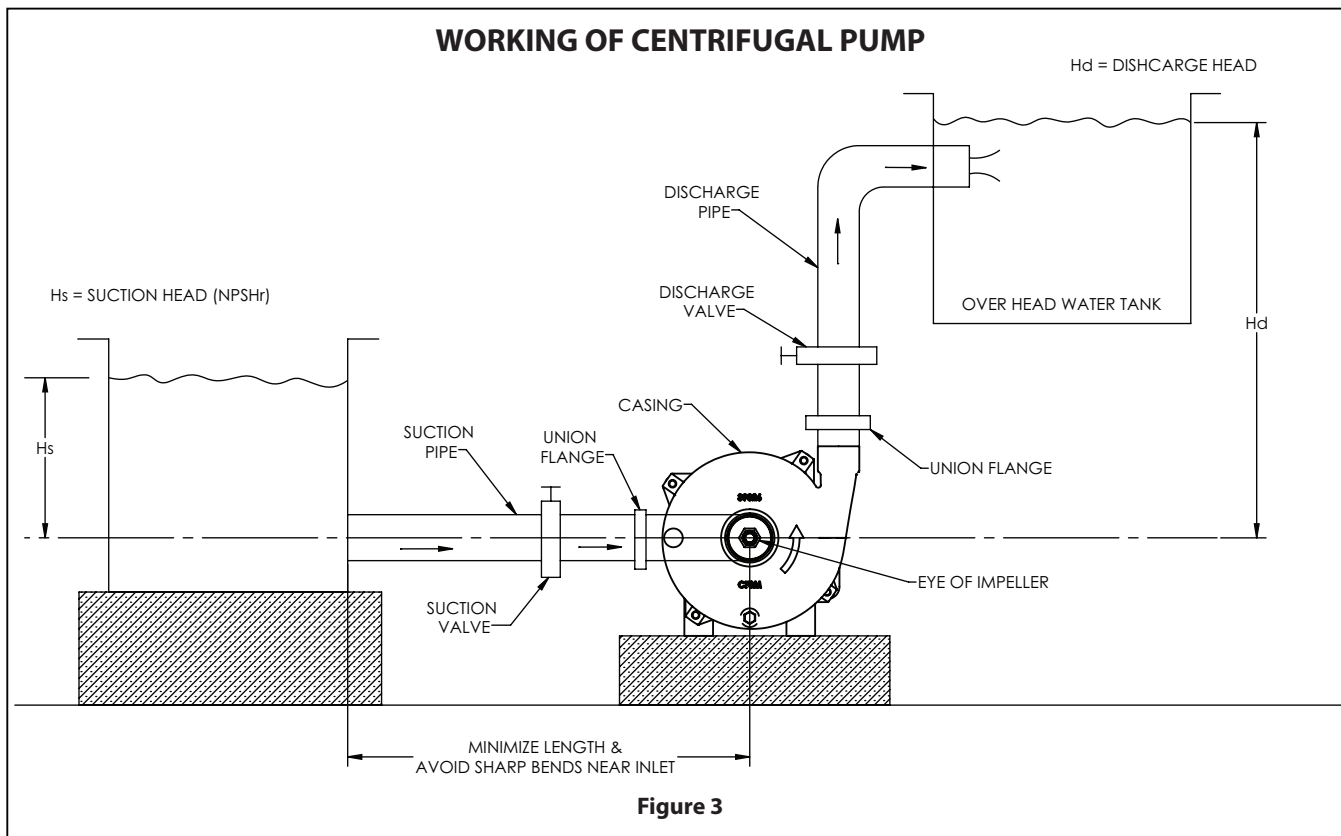 WORKING OF CENTRIFUGAL PUMP
Hd = DISHCARGE HEAD
DISCHARGE
PIPE
Hs = SUCTION HEAD (NPSHr)
DISCHARGE
VALVE
OVER HEAD WATER TANK
Hd
CASING
SUCTION
PIPE
UNION
FLANGE
Hs
UNION FLANGE
EYE OF IMPELLER
SUCTION
VALVE
MINIMIZE LENGTH &
AVOID SHARP BENDS NEAR INLET
Figure 3